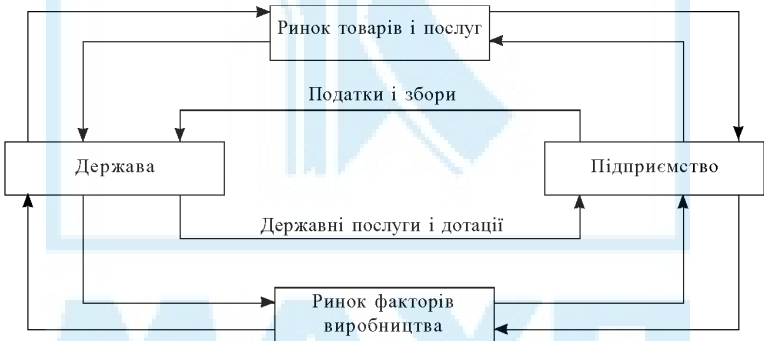 Ринок товарів і послуг
Податки і збори
Держава
Підприємство
Державні послуги і дотації
Ринок факторів
виробництва